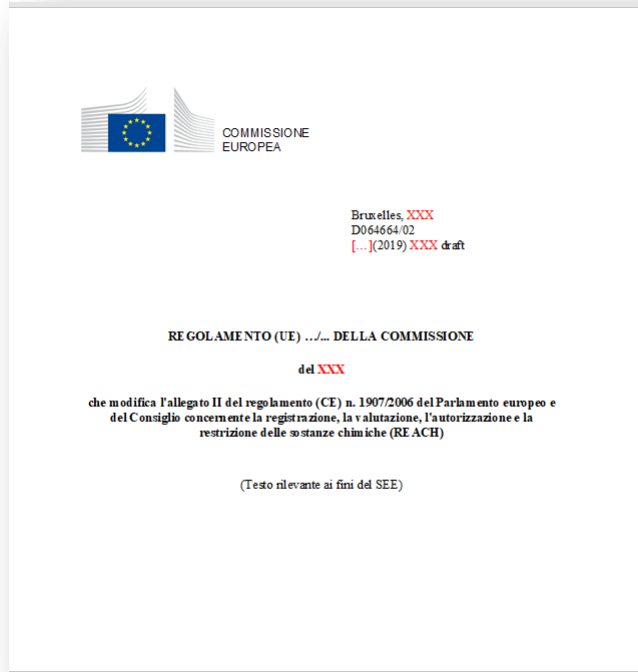 COMMISSIONE
EUROPEA
Bruxelles, XXX
D064664/02
[…](2019) XXX draft
REGOLAMENTO (UE) …/... DELLA COMMISSIONE
del XXX
che modifica l'allegato II del regolamento (CE) n. 1907/2006 del Parlamento europeo e
del Consiglio concernente la registrazione, la valutazione, l'autorizzazione e la
restrizione delle sostanze chimiche (REACH)
(Testo rilevante ai fini del SEE)